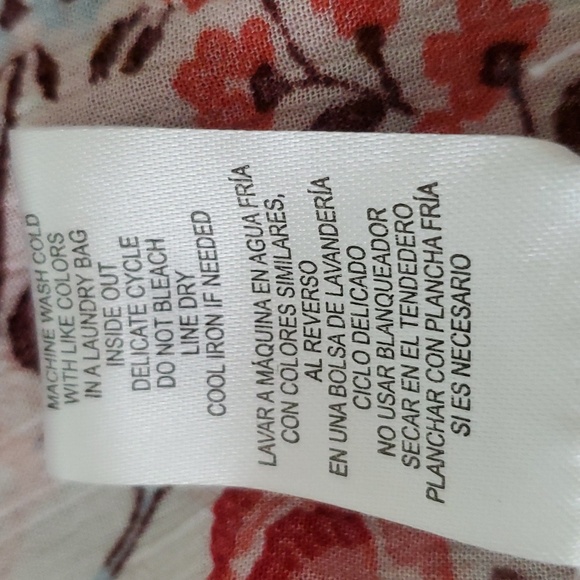 MACHINE WASH COLD
WITH LIKE COLORS
IN A LAUNDRY BAG
INSIDE OUT
DELICATE CYCLE
DO NOT BLEACH
LINE DRY
COOL IRON IF NEEDED
LAVAR A MÁQUINA EN AGUA FRÍA
CON COLORES SIMILARES,
AL REVERSO
EN UNA BOLSA DE LAVANDERÍA
CICLO DELICADO
NO USAR BLANQUEADOR
SECAR EN EL TENDEDERO
PLANCHAR CON PLANCHA FRÍA
SI ES NECESARIO